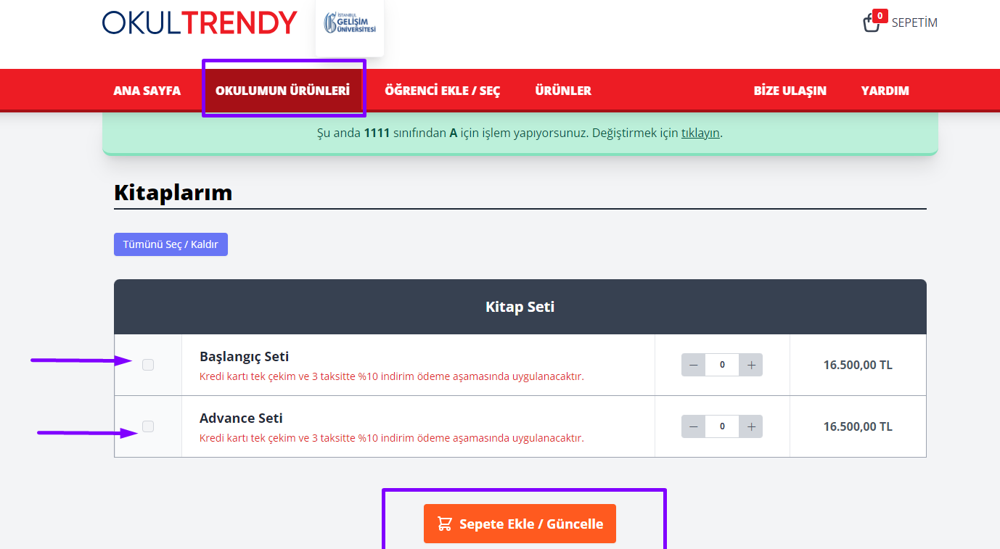 OKULTRENDY
İSTANBUL
GELİŞİM
ÜNİVERSİTESİ
0
SEPETİM
ANA SAYFA
OKULUMUN ÜRÜNLERİ
ÖĞRENCİ EKLE / SEÇ
ÜRÜNLER
BİZE ULAŞIN
YARDIM
Şu anda 1111 sınıfından A için işlem yapıyorsunuz. Değiştirmek için tıklayın.
Kitaplarım
Tümünü Seç / Kaldır
Kitap Seti
Başlangıç Seti
Kredi kartı tek çekim ve 3 taksitte %10 indirim ödeme aşamasında uygulanacaktır.
− 0 +
16.500,00 TL
Advance Seti
Kredi kartı tek çekim ve 3 taksitte %10 indirim ödeme aşamasında uygulanacaktır.
− 0 +
16.500,00 TL
Sepete Ekle / Güncelle